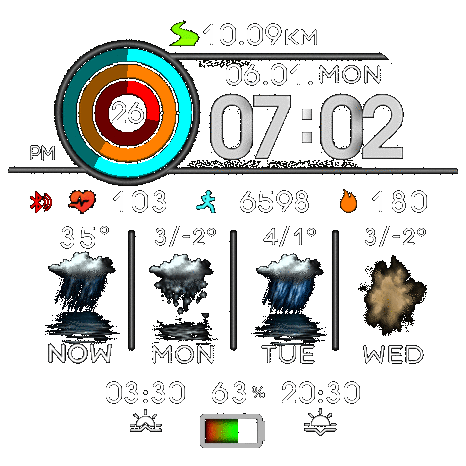 10.09KM
06.01. MON
26
07:02
PM
103 6598 180
35° 3/-2° 4/1° 3/-2°
NOW MON TUE WED
03:30 63% 20:30